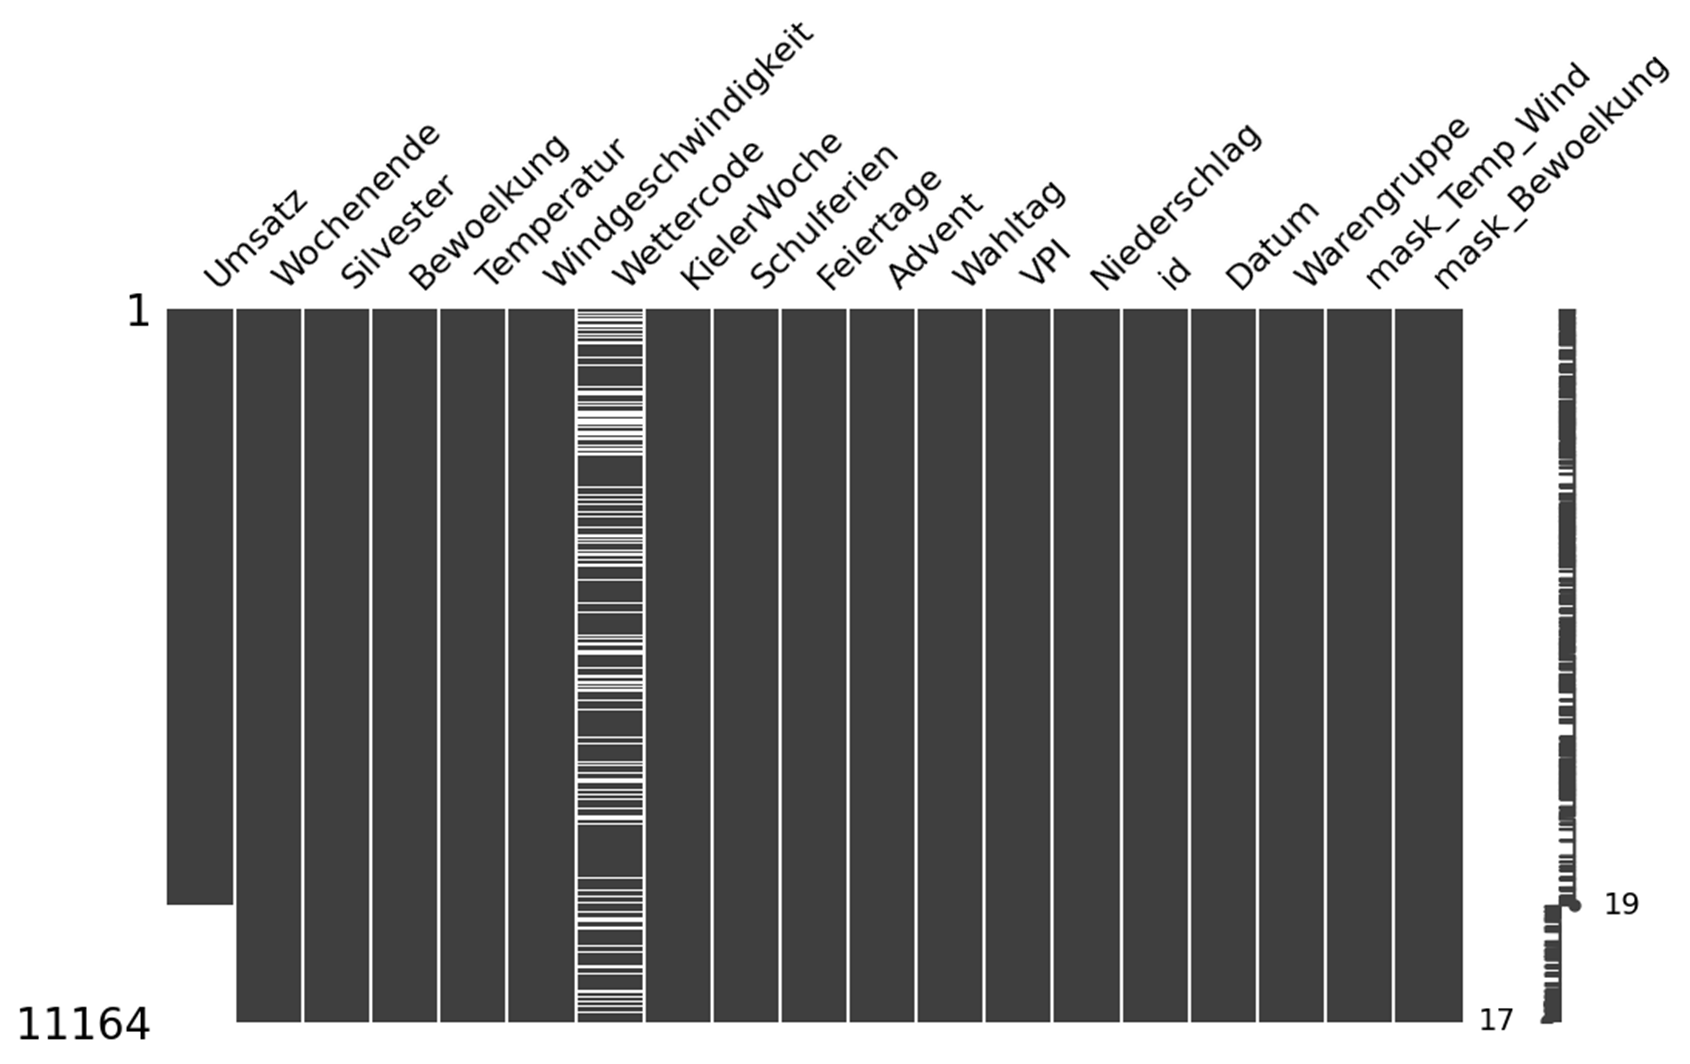 Umsatz
Wochenende
Silvester
Bewoelkung
Temperatur
Windgeschwindigkeit
Wettercode
KielerWoche
Schulferien
Feiertage
Advent
Wahltag
VPI
Niederschlag
id
Datum
Warengruppe
mask_Temp_Wind
mask_Bewoelkung
1
19
11164
17